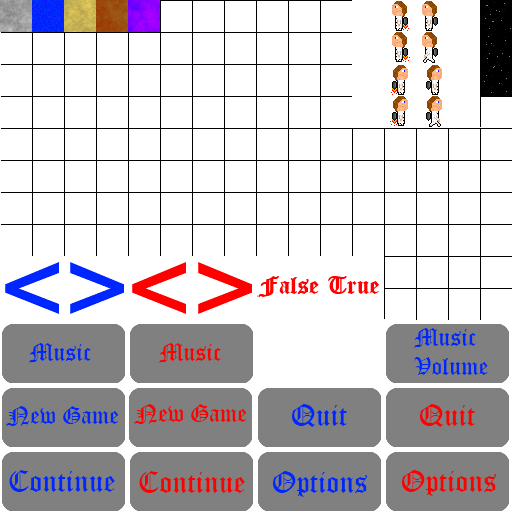 < > < > False True
Music Music Music
Volume
New Game New Game Quit Quit
Continue Continue Options Options